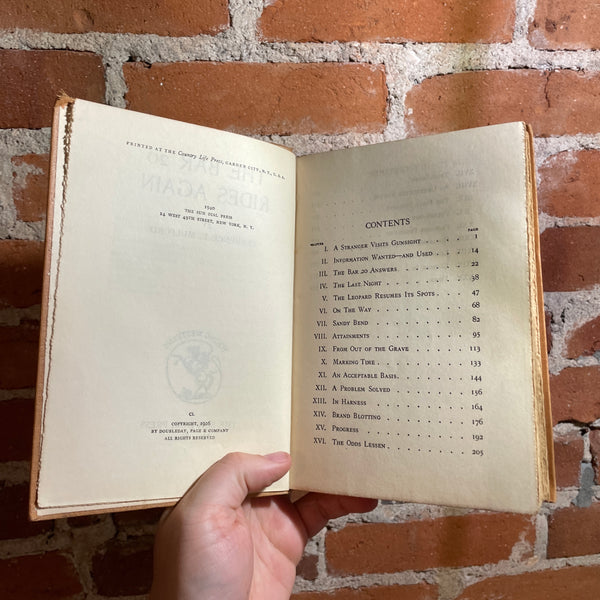 PRINTED AT THE Country Life Press, GARDEN CITY, N. Y., U. S. A.
1940
THE SUN DIAL PRESS
14 WEST 49TH STREET, NEW YORK, N. Y.
CL
COPYRIGHT, 1926
BY DOUBLEDAY, PAGE & COMPANY
ALL RIGHTS RESERVED
CONTENTS
CHAPTER PAGE
I. A STRANGER VISITS GUNSIGHT
II. INFORMATION WANTED—AND USED 14
III. THE BAR 20 ANSWERS 22
IV. THE LAST NIGHT 38
V. THE LEOPARD RESUMES ITS SPOTS 47
VI. ON THE WAY 68
VII. SANDY BEND 82
VIII. ATTAINMENTS 95
IX. FROM OUT OF THE GRAVE 113
X. MARKING TIME 133
XI. AN ACCEPTABLE BASIS 144
XII. A PROBLEM SOLVED 156
XIII. IN HARNESS 164
XIV. BRAND BLOTTING 176
XV. PROGRESS 192
XVI. THE ODDS LESSEN 205